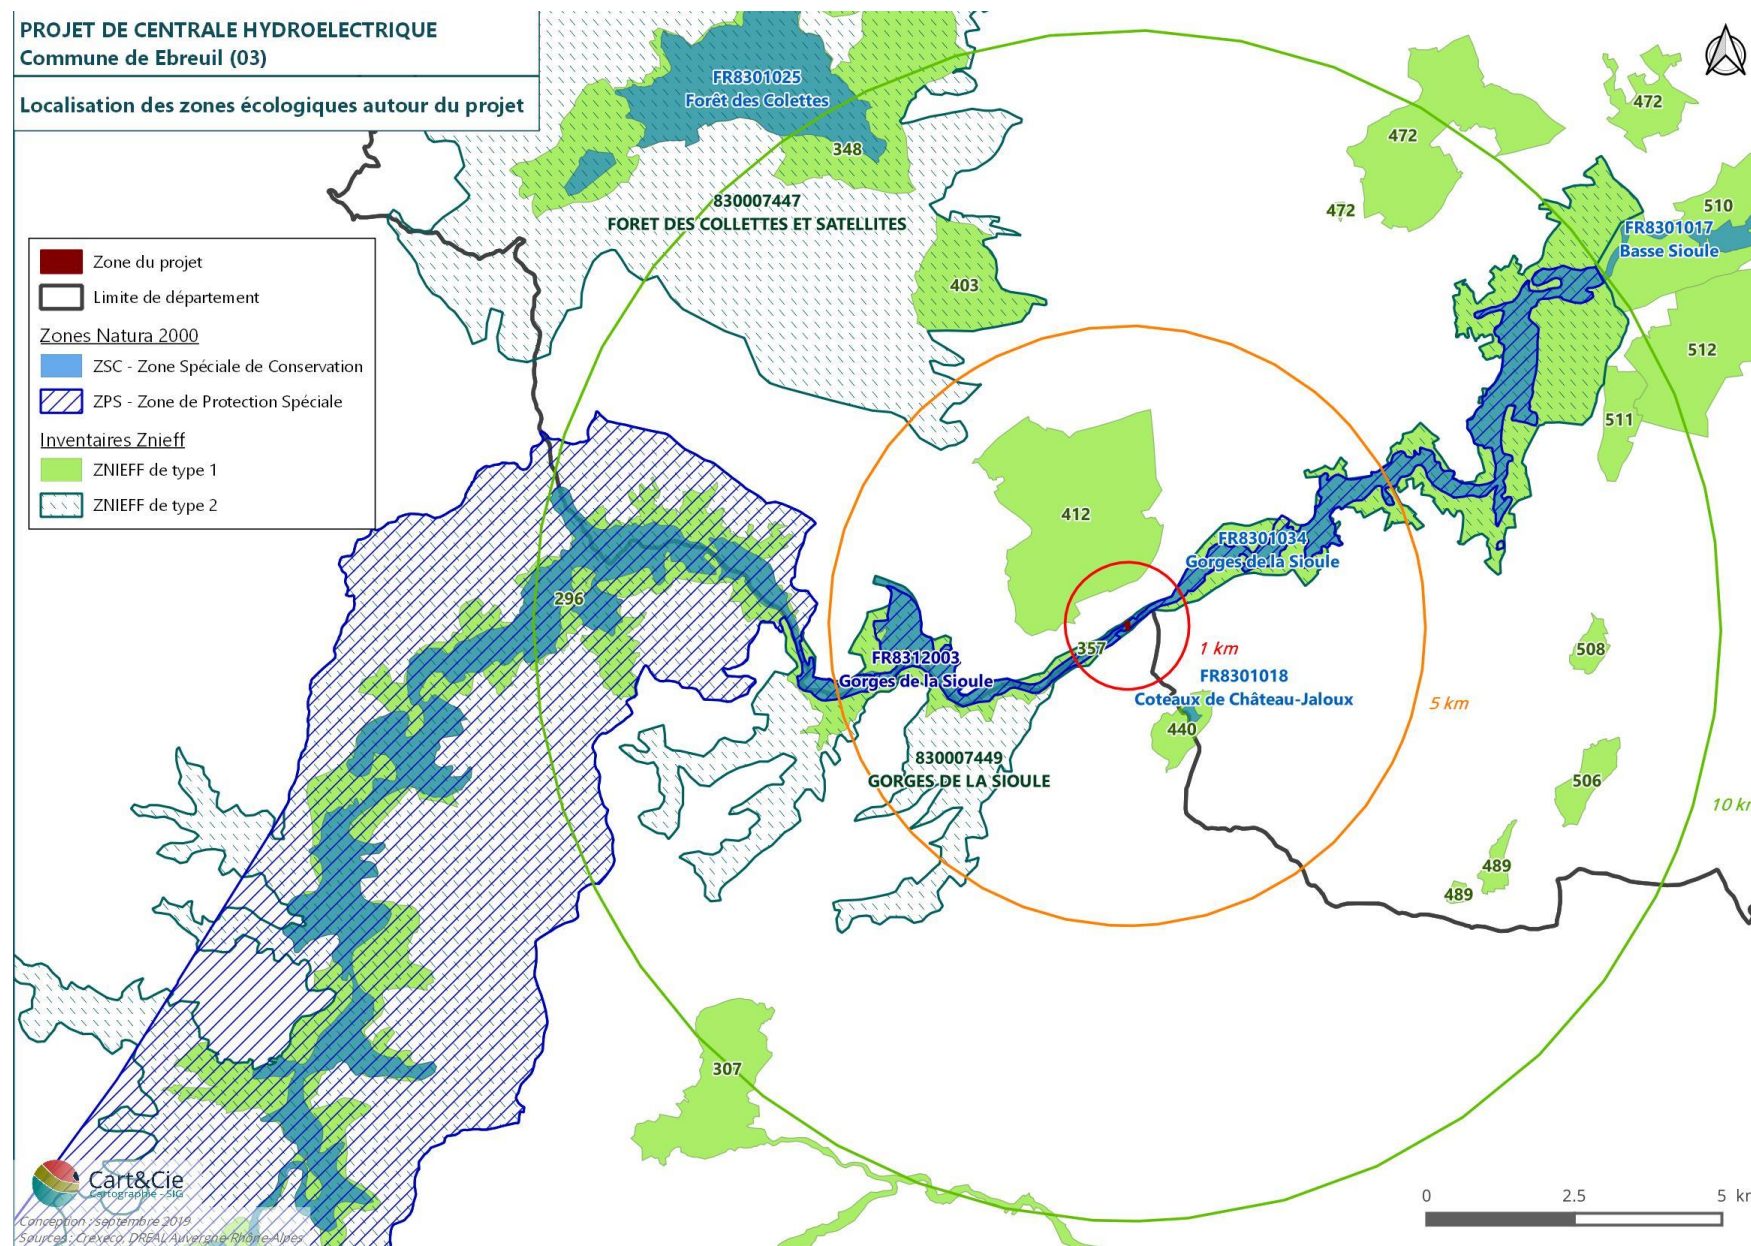 PROJET DE CENTRALE HYDROELECTRIQUE
Commune de Ebreuil (03)
Localisation des zones écologiques autour du projet
FR8301025
Forêt des Colettes
348
830007447
FORET DES COLLETTES ET SATELLITES
403
472
472
472
510
FR8301017
Basse Sioule
512
511
Zone du projet
Limite de département
Zones Natura 2000
ZSC - Zone Spéciale de Conservation
ZPS - Zone de Protection Spéciale
Inventaires Znieff
ZNIEFF de type 1
ZNIEFF de type 2
412
FR8301034
Gorges de la Sioule
296
357
1 km
FR8312003
Gorges de la Sioule
FR8301018
Coteaux de Château-Jaloux
440
5 km
508
830007449
GORGES DE LA SIOULE
506
10 km
489
489
307
Cart&Cie
Cartographie - SIG
Conception : septembre 2019
Sources : Crexeco, DREAL Auvergne-Rhône-Alpes
0 2.5 5 km